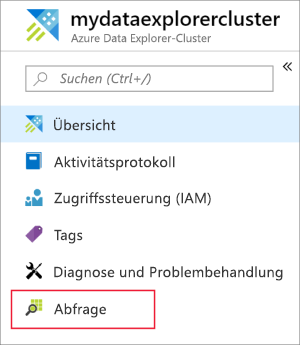 mydataexplorercluster
Azure Data Explorer-Cluster
Suchen (Ctrl+/)
Übersicht
Aktivitätsprotokoll
Zugriffssteuerung (IAM)
Tags
Diagnose und Problembehandlung
Abfrage